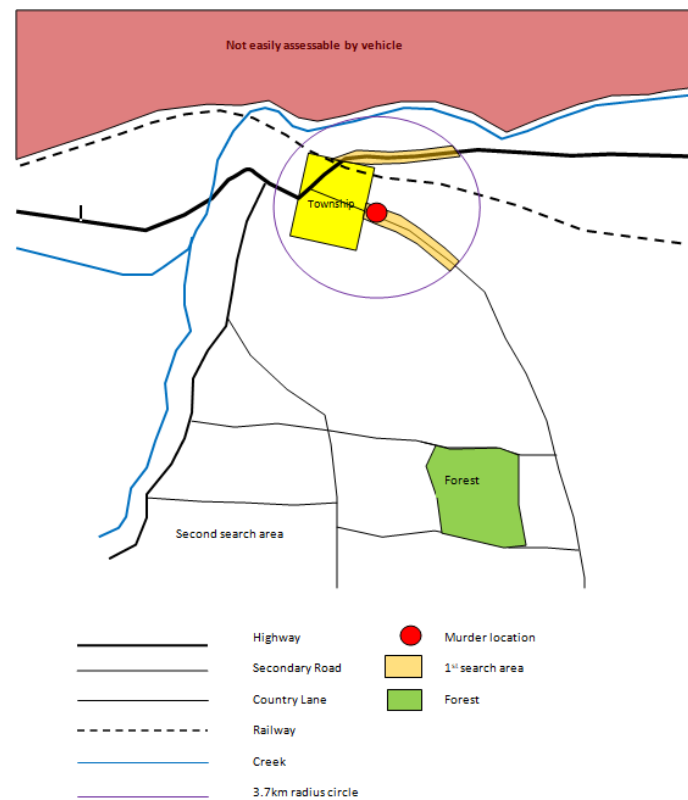 Not easily assessable by vehicle
Township
Forest
Second search area
Highway
Murder location
Secondary Road
1st search area
Country Lane
Forest
Railway
Creek
3.7km radius circle